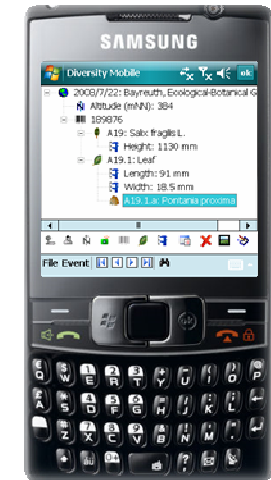 SAMSUNG
Diversity Mobile ok
2008/7/22: Bayreuth, Ecological-Botanical G
Altitude (mNN): 384
189876
A19: Salix fragilis L.
Height: 1130 mm
A19.1: Leaf
Length: 91 mm
Width: 18.5 mm
A19.1.a: Pontania proxima
File Event
Q W E R T Y U I O P
A S D F G H J K L
Z X C V B N M